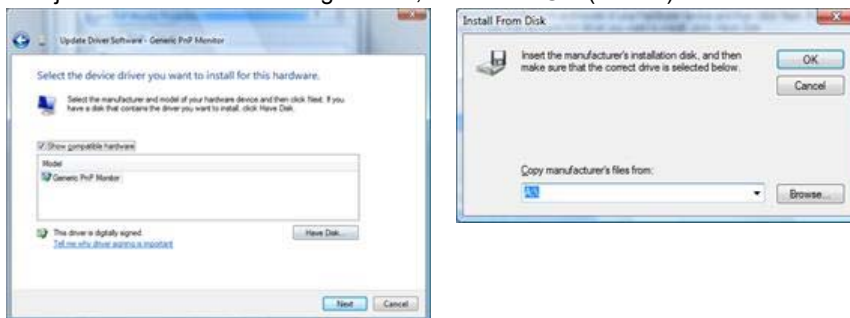 Update Driver Software - Generic PnP Monitor
Select the device driver you want to install for this hardware.
Select the manufacturer and model of your hardware device and then click Next. If you
have a disk that contains the driver you want to install, click Have Disk.
Show compatible hardware
Model
Generic PnP Monitor
This driver is digitally signed.
Tell me why driver signing is important
Have Disk...
Next
Cancel
Install From Disk
Insert the manufacturer's installation disk, and then
make sure that the correct drive is selected below.
OK
Cancel
Copy manufacturer's files from:
A:\
Browse...